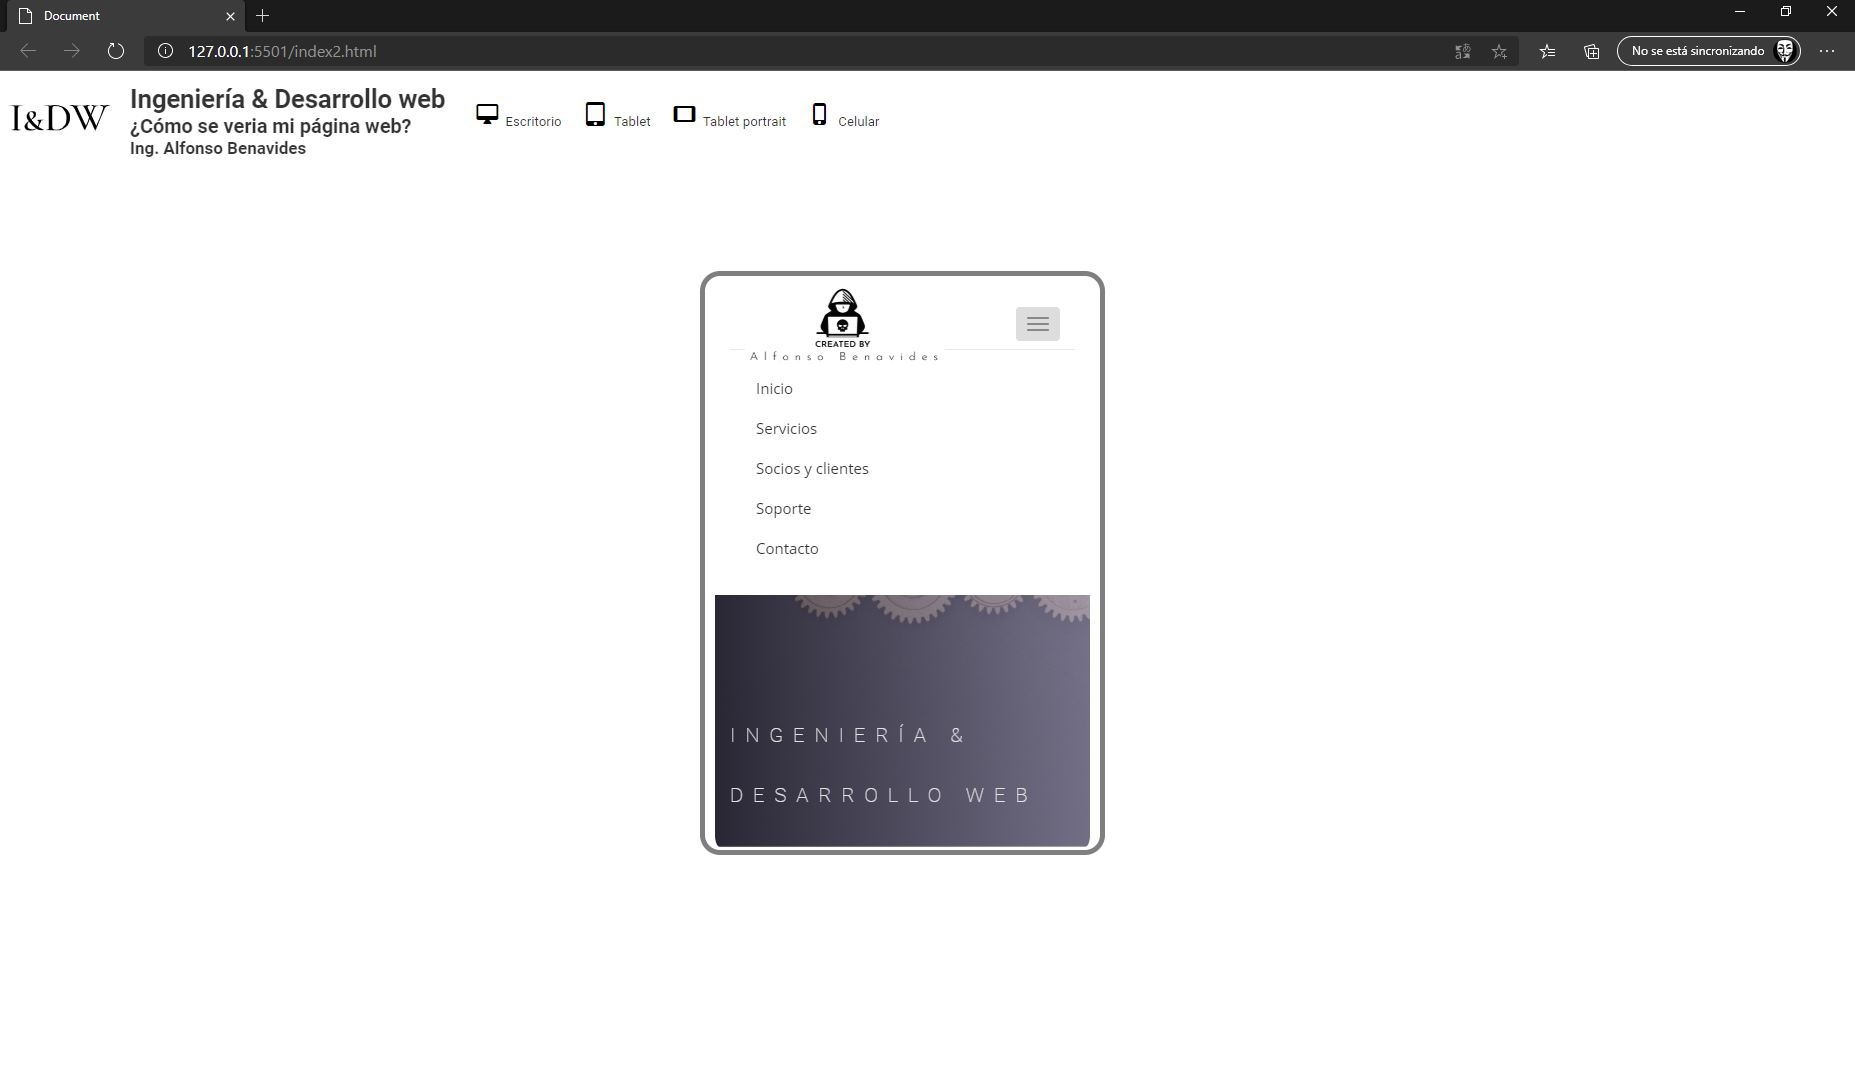 Document
127.0.0.1:5501/index2.html
No se está sincronizando
I&DW
Ingeniería & Desarrollo web
¿Cómo se veria mi página web?
Ing. Alfonso Benavides
Escritorio
Tablet
Tablet portrait
Celular
CREATED BY
Alfonso Benavides
Inicio
Servicios
Socios y clientes
Soporte
Contacto
INGENIERÍA &
DESARROLLO WEB